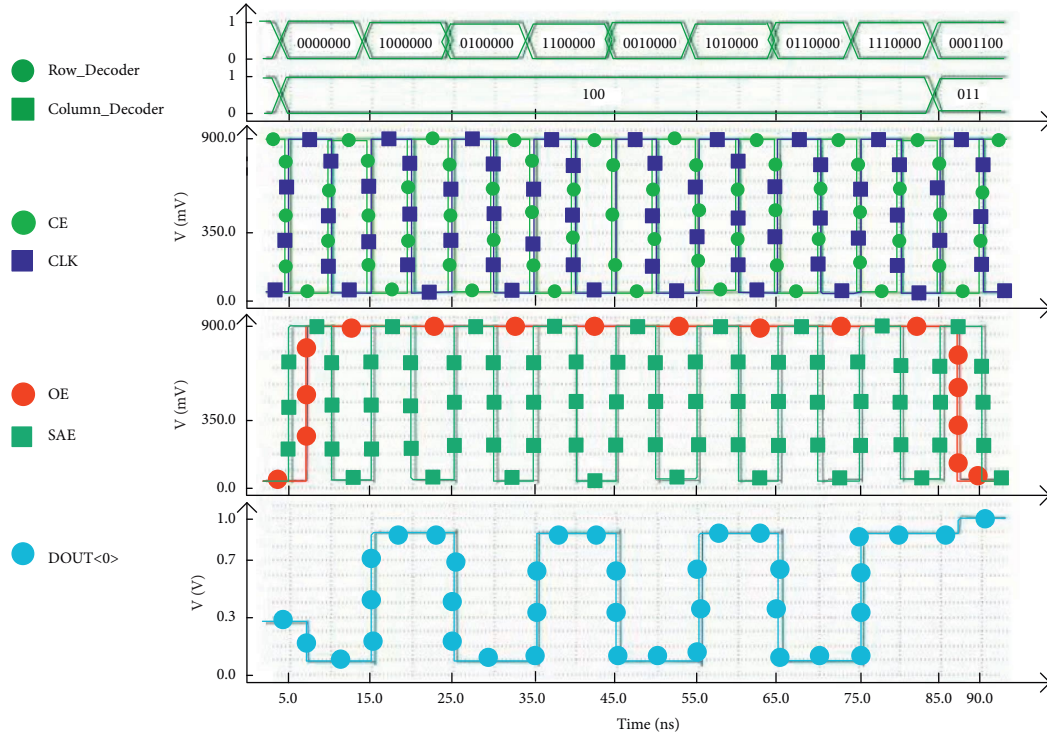 1
0
0000000 1000000 0100000 1100000 0010000 1010000 0110000 1110000 0001100
Row_Decoder
1
0
100 011
Column_Decoder
900.0
350.0
0.0
V (mV)
CE
CLK
900.0
350.0
0.0
V (mV)
OE
SAE
1.0
0.7
0.3
0.0
V (V)
DOUT<0>
5.0 15.0 25.0 35.0 45.0 55.0 65.0 75.0 85.0 90.0
Time (ns)